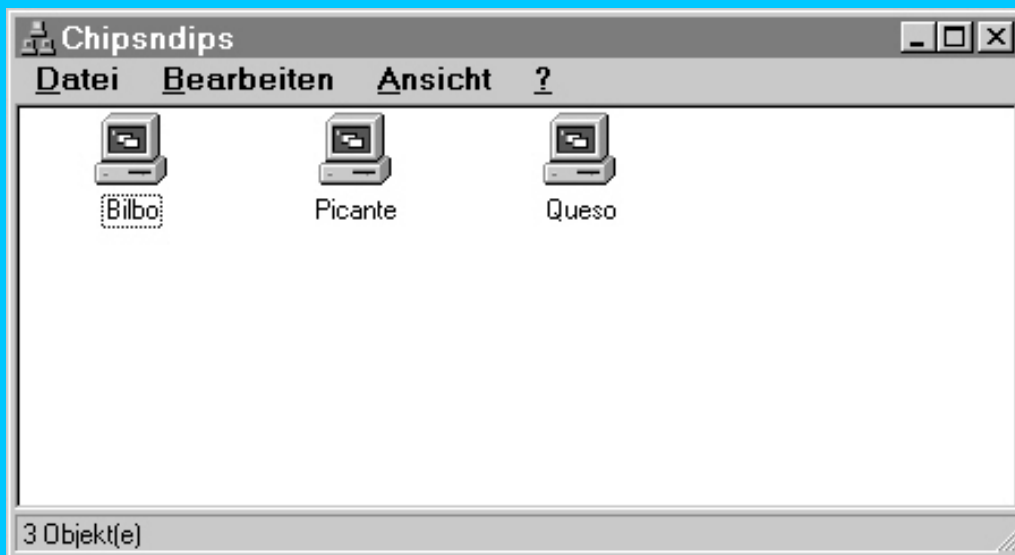 Chipsndips
Datei Bearbeiten Ansicht ?
Bilbo Picante Queso
3 Objekt(e)